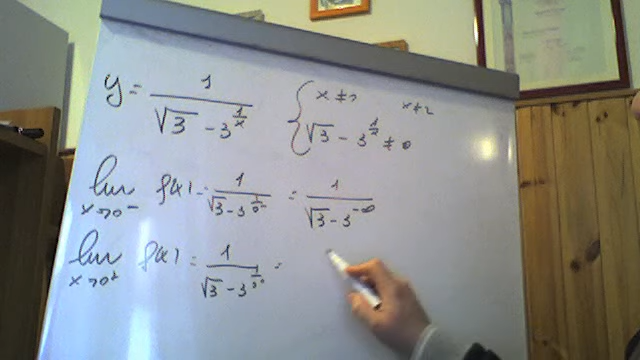 y = 1 / (√3 - 3^(1/x)) { x ≠ 0 x ≠ 2
√3 - 3^(1/x) ≠ 0
lim x→0⁻ f(x) = 1 / (√3 - 3^(1/0⁻)) = 1 / (√3 - 3^(-∞))
lim x→0⁺ f(x) = 1 / (√3 - 3^(1/0⁺)) =